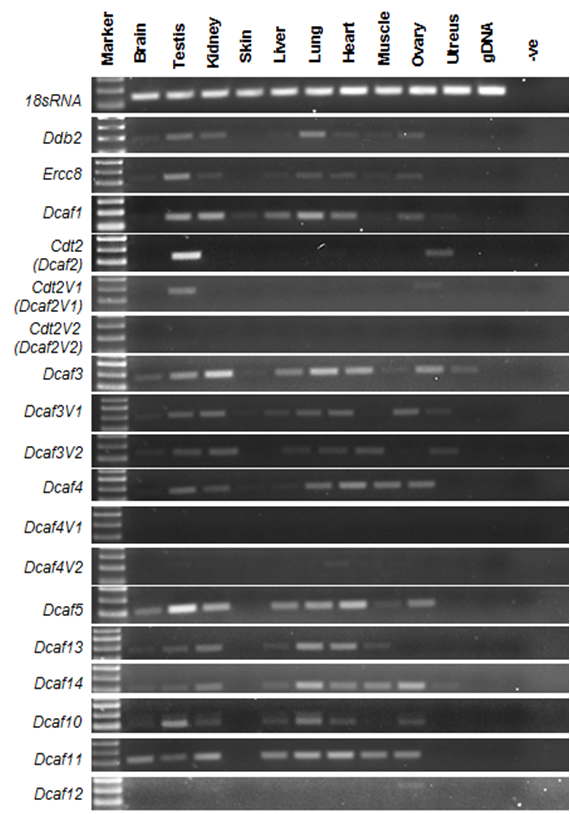 Marker Brain Testis Kidney Skin Liver Lung Heart Muscle Ovary Utreus gDNA -ve
18sRNA
Ddb2
Ercc8
Dcaf1
Cdt2
(Dcaf2)
Cdt2V1
(Dcaf2V1)
Cdt2V2
(Dcaf2V2)
Dcaf3
Dcaf3V1
Dcaf3V2
Dcaf4
Dcaf4V1
Dcaf4V2
Dcaf5
Dcaf13
Dcaf14
Dcaf10
Dcaf11
Dcaf12